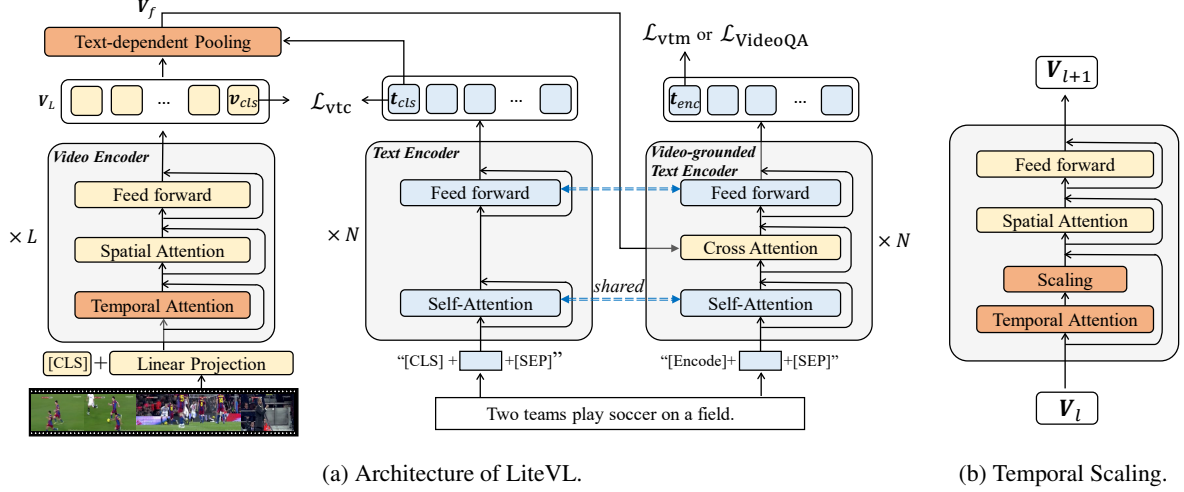 V_f
Text-dependent Pooling
V_L
...
v_cls
L_vtc
t_cls
...
L_vtm or L_VideoQA
t_enc
...
Video Encoder
Feed forward
Spatial Attention
Temporal Attention
× L
[CLS] +
Linear Projection
Text Encoder
Feed forward
Self-Attention
× N
shared
“[CLS] + +[SEP]”
Video-grounded
Text Encoder
Feed forward
Cross Attention
Self-Attention
× N
“[Encode]+ +[SEP]”
Two teams play soccer on a field.
(a) Architecture of LiteVL.
V_{l+1}
Feed forward
Spatial Attention
Scaling
Temporal Attention
V_l
(b) Temporal Scaling.